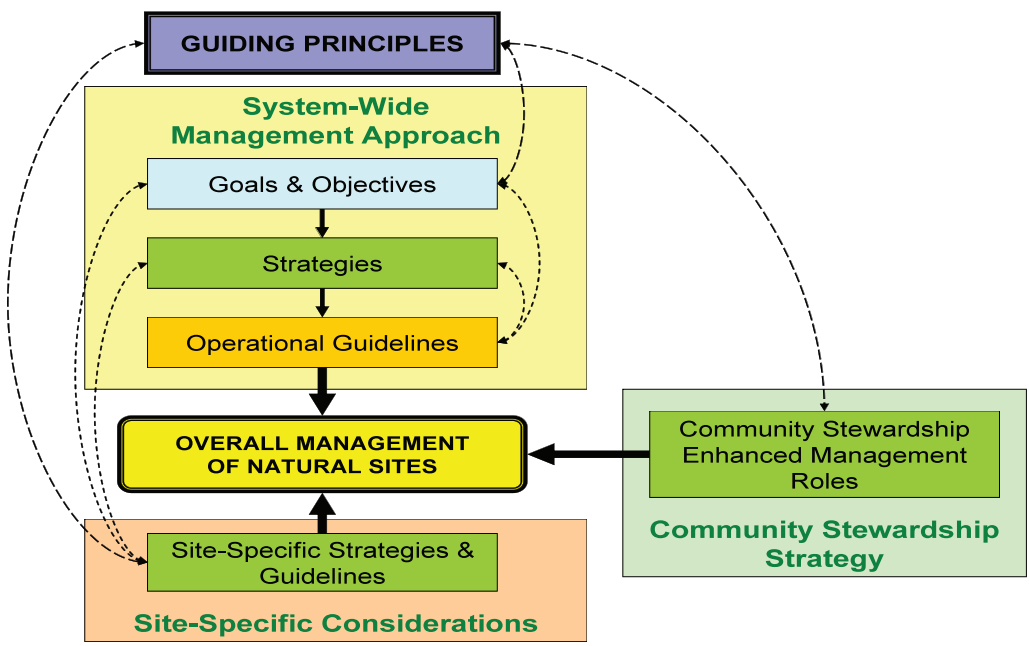 GUIDING PRINCIPLES
System-Wide
Management Approach
Goals & Objectives
Strategies
Operational Guidelines
OVERALL MANAGEMENT
OF NATURAL SITES
Community Stewardship
Enhanced Management
Roles
Community Stewardship
Strategy
Site-Specific Strategies &
Guidelines
Site-Specific Considerations